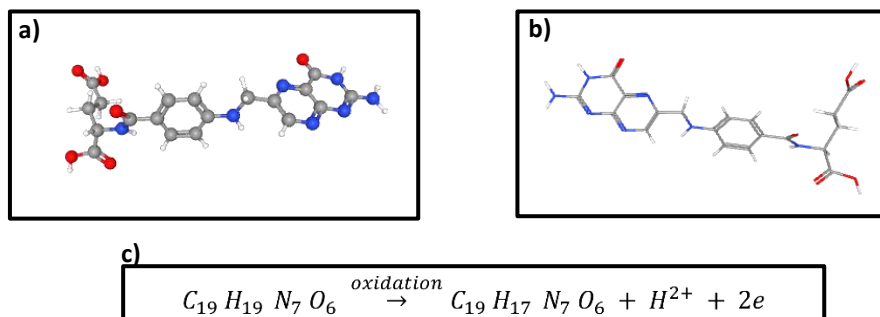 a)
b)
c)
C₁₉ H₁₉ N₇ O₆ oxidation → C₁₉ H₁₇ N₇ O₆ + H²⁺ + 2e